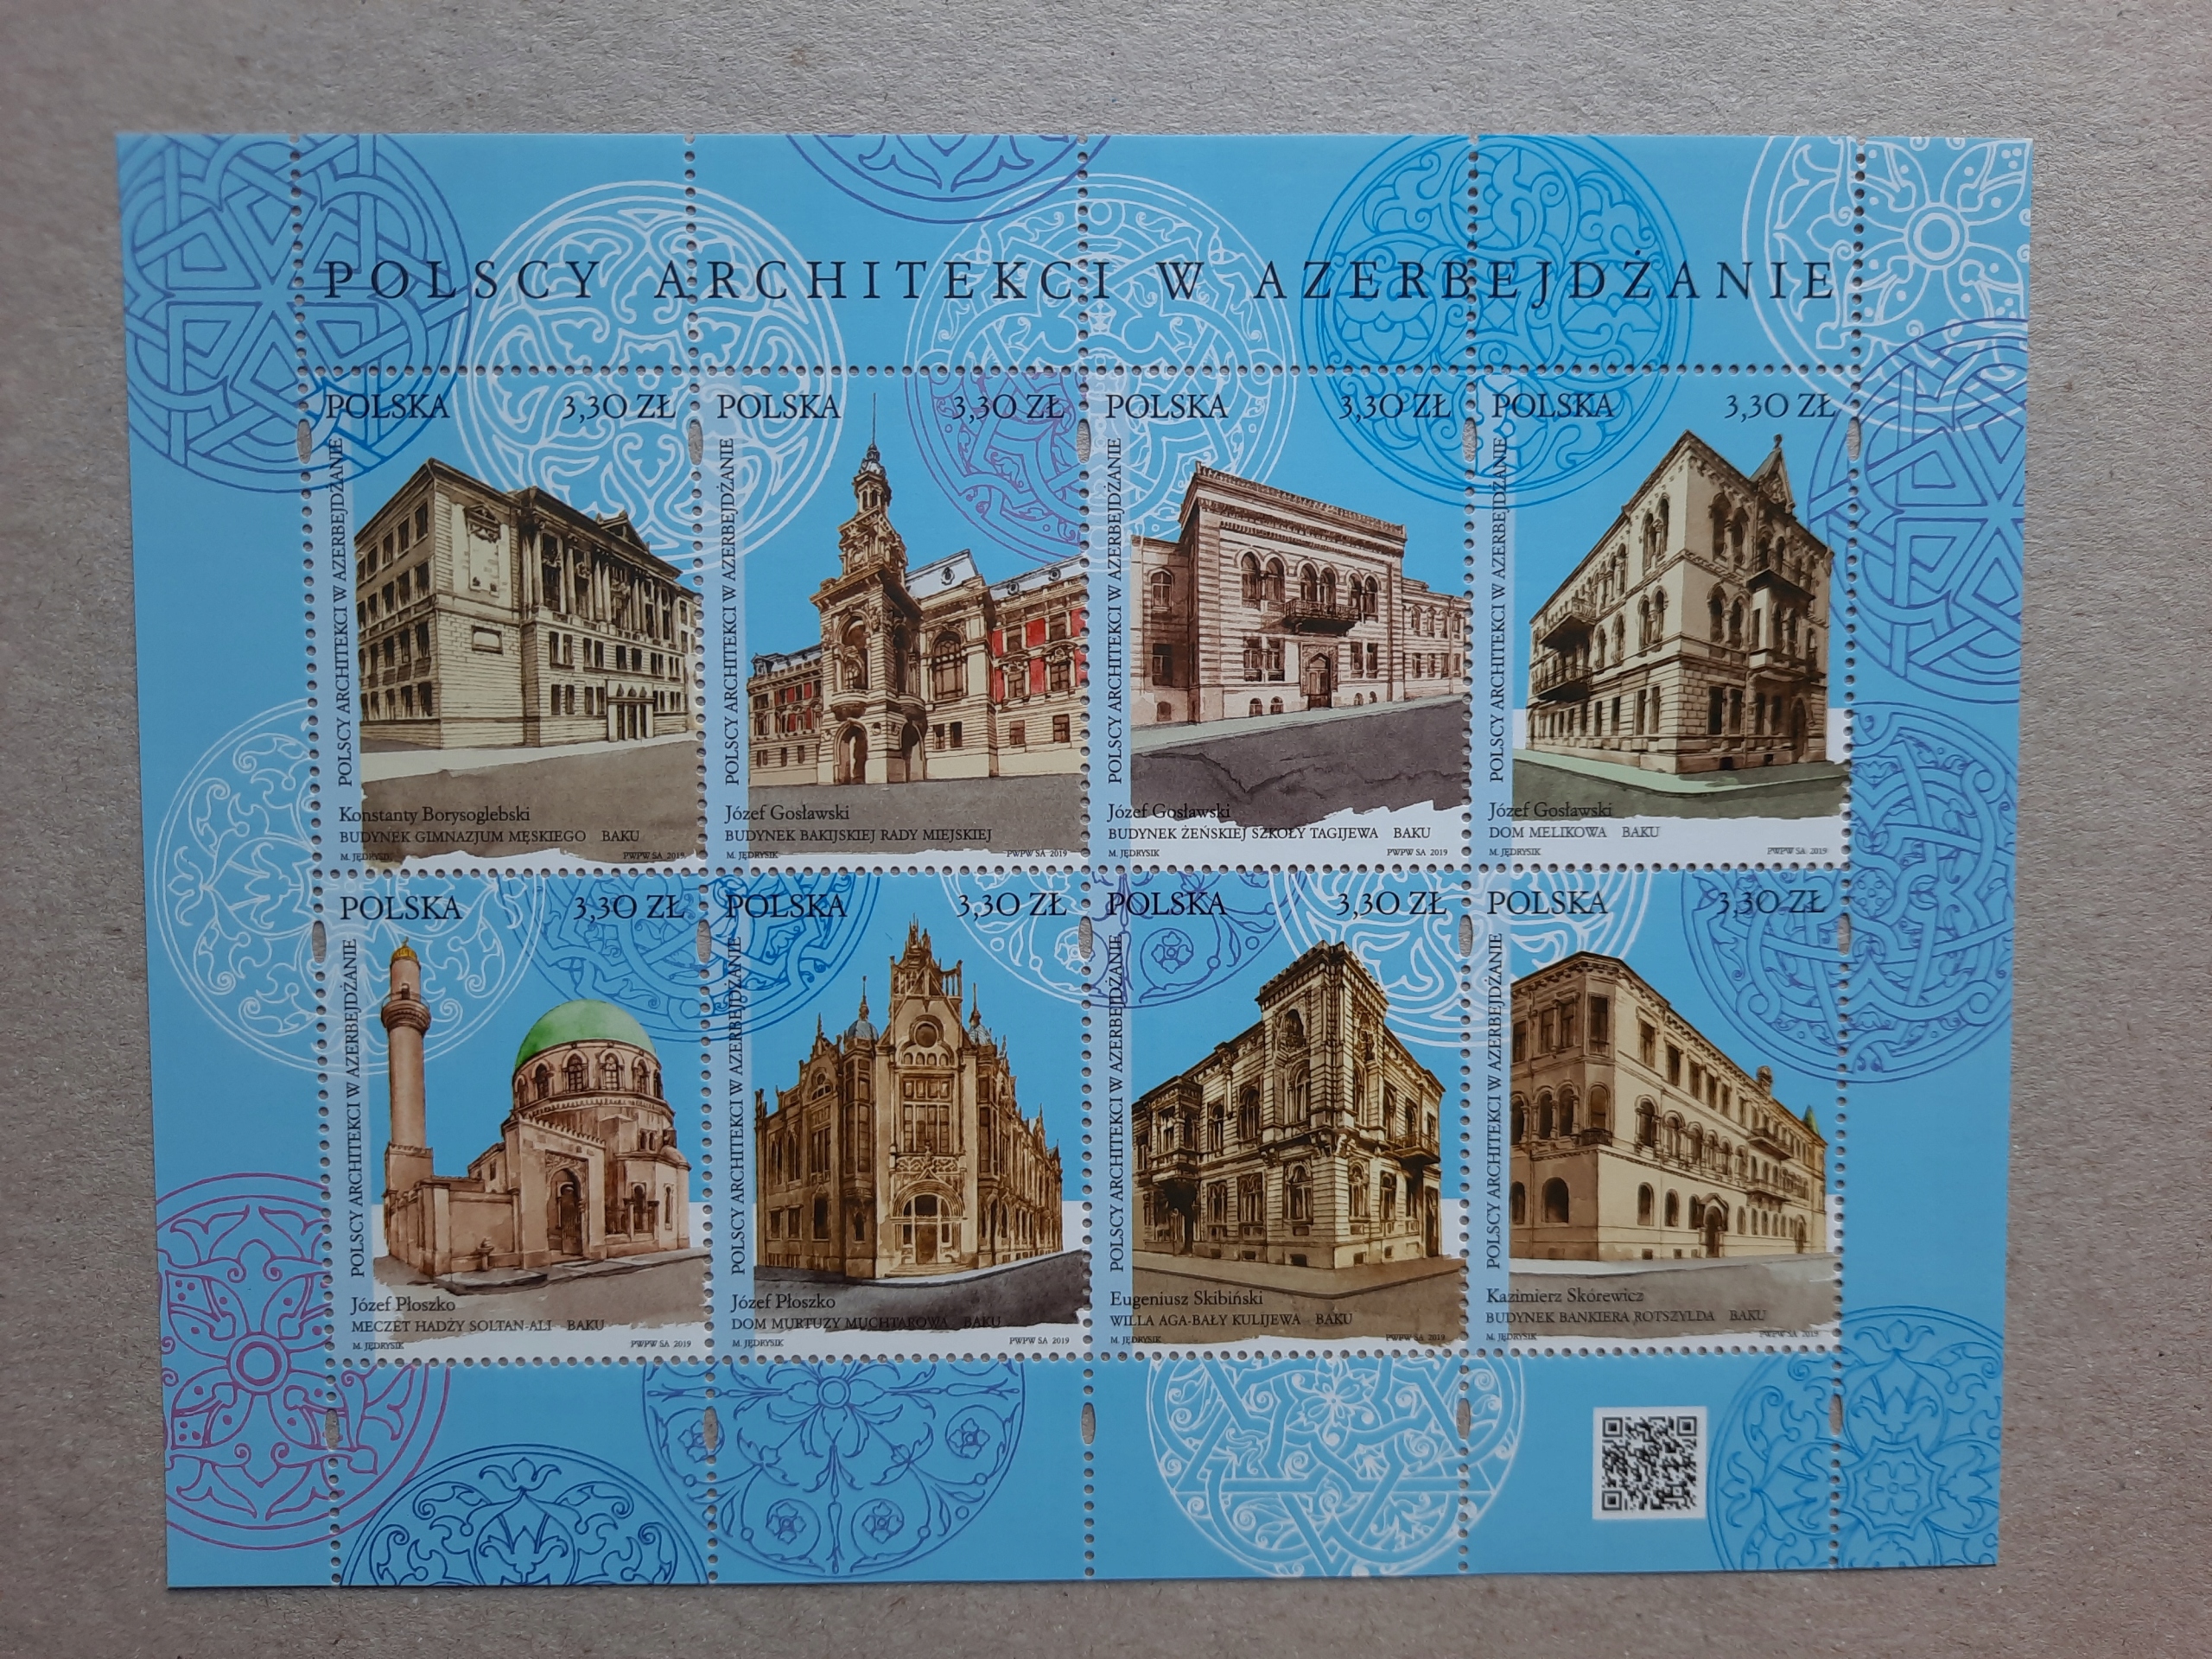 POLSCY ARCHITEKCI W AZERBEJDŻANIE
POLSKA 3,30 ZŁ
POLSCY ARCHITEKCI W AZERBEJDŻANIE
Konstanty Borysoglebski
BUDYNEK GIMNAZJUM MĘSKIEGO BAKU
M. JĘDRYSIK PWPW SA 2019
POLSKA 3,30 ZŁ
POLSCY ARCHITEKCI W AZERBEJDŻANIE
Józef Gosławski
BUDYNEK BAKIJSKIEJ RADY MIEJSKIEJ
M. JĘDRYSIK PWPW SA 2019
POLSKA 3,30 ZŁ
POLSCY ARCHITEKCI W AZERBEJDŻANIE
Józef Gosławski
BUDYNEK ŻEŃSKIEJ SZKOŁY TAGIJEWA BAKU
M. JĘDRYSIK PWPW SA 2019
POLSKA 3,30 ZŁ
POLSCY ARCHITEKCI W AZERBEJDŻANIE
Józef Gosławski
DOM MELIKOWA BAKU
M. JĘDRYSIK PWPW SA 2019
POLSKA 3,30 ZŁ
POLSCY ARCHITEKCI W AZERBEJDŻANIE
Józef Płoszko
MECZET HADŻY SOLTAN-ALI BAKU
M. JĘDRYSIK PWPW SA 2019
POLSKA 3,30 ZŁ
POLSCY ARCHITEKCI W AZERBEJDŻANIE
Józef Płoszko
DOM MURTUZY MUCHTAROWA BAKU
M. JĘDRYSIK PWPW SA 2019
POLSKA 3,30 ZŁ
POLSCY ARCHITEKCI W AZERBEJDŻANIE
Eugeniusz Skibiński
WILLA AGA-BAŁY KULIJEWA BAKU
M. JĘDRYSIK PWPW SA 2019
POLSKA 3,30 ZŁ
POLSCY ARCHITEKCI W AZERBEJDŻANIE
Kazimierz Skórewicz
BUDYNEK BANKIERA ROTSZYLDA BAKU
M. JĘDRYSIK PWPW SA 2019